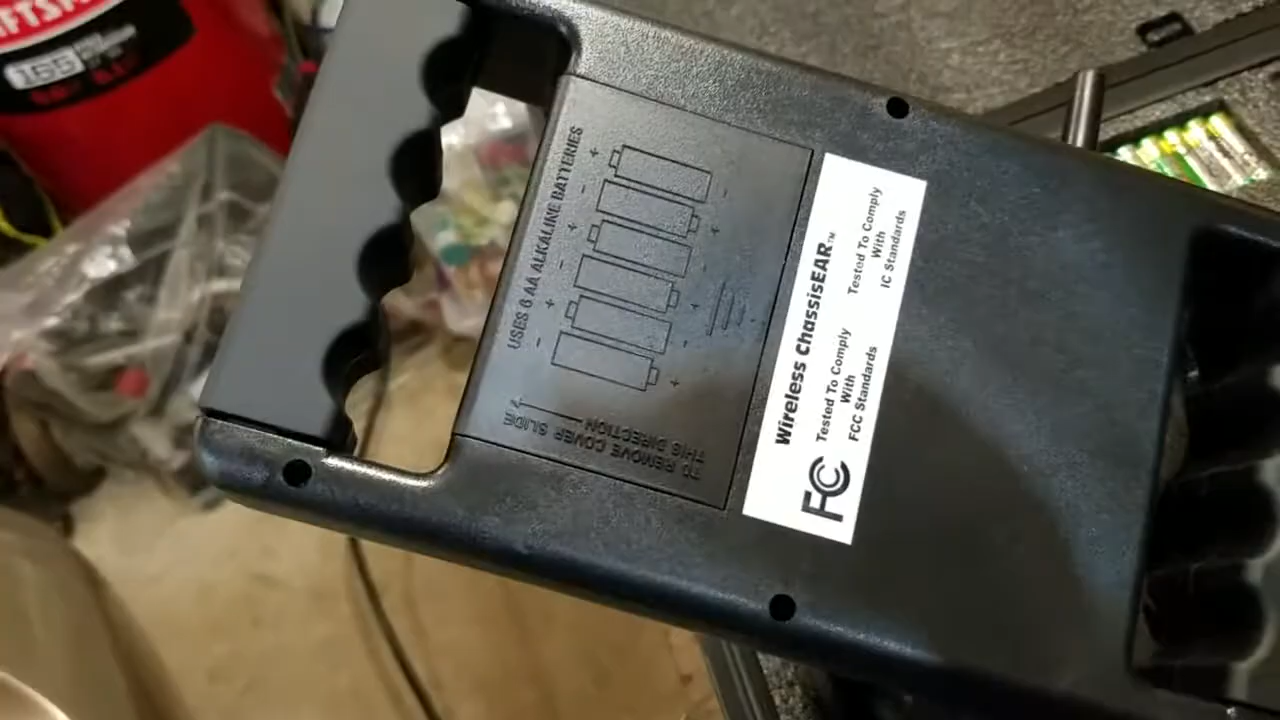 USES 6 AA ALKALINE BATTERIES
TO REMOVE COVER SLIDE
THIS DIRECTION
Wireless ChassisEAR™
FC
Tested To Comply
With
FCC Standards
Tested To Comply
With
IC Standards
166